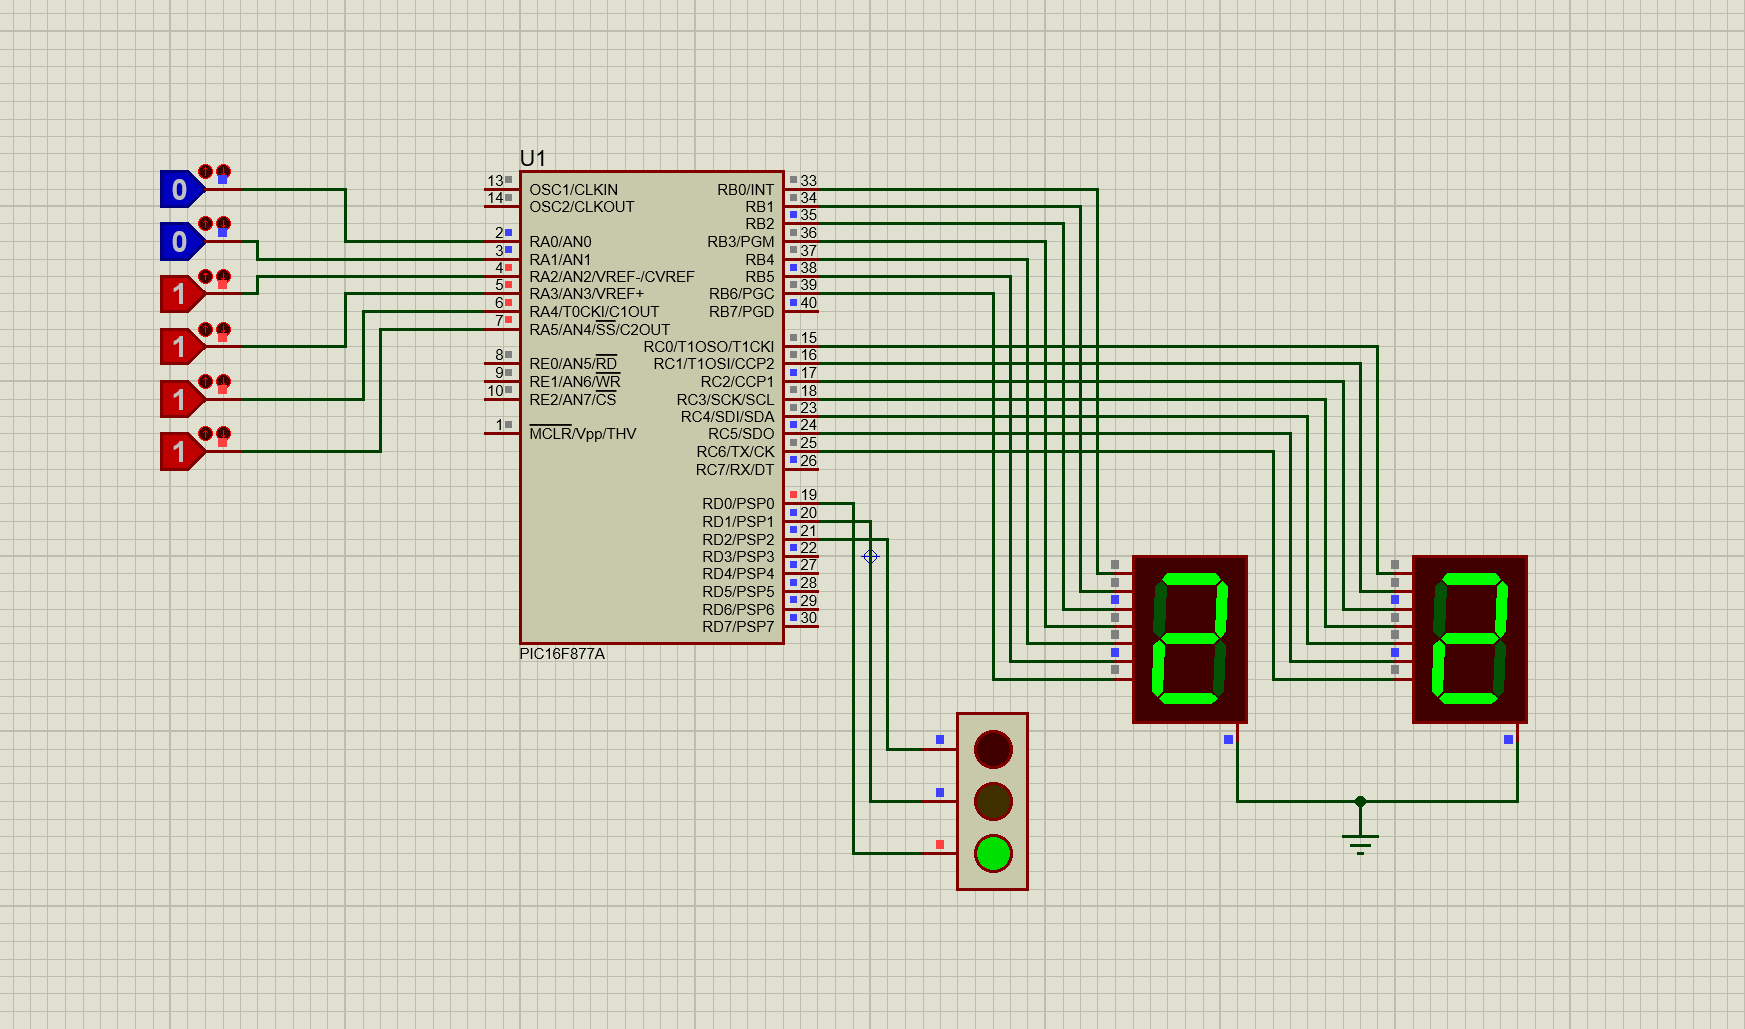 U1
0
0
1
1
1
1
13 OSC1/CLKIN
14 OSC2/CLKOUT
2 RA0/AN0
3 RA1/AN1
4 RA2/AN2/VREF-/CVREF
5 RA3/AN3/VREF+
6 RA4/T0CKI/C1OUT
7 RA5/AN4/SS/C2OUT
8 RE0/AN5/RD
9 RE1/AN6/WR
10 RE2/AN7/CS
1 MCLR/Vpp/THV
RB0/INT 33
RB1 34
RB2 35
RB3/PGM 36
RB4 37
RB5 38
RB6/PGC 39
RB7/PGD 40
RC0/T1OSO/T1CKI 15
RC1/T1OSI/CCP2 16
RC2/CCP1 17
RC3/SCK/SCL 18
RC4/SDI/SDA 23
RC5/SDO 24
RC6/TX/CK 25
RC7/RX/DT 26
RD0/PSP0 19
RD1/PSP1 20
RD2/PSP2 21
RD3/PSP3 22
RD4/PSP4 27
RD5/PSP5 28
RD6/PSP6 29
RD7/PSP7 30
PIC16F877A
2 2